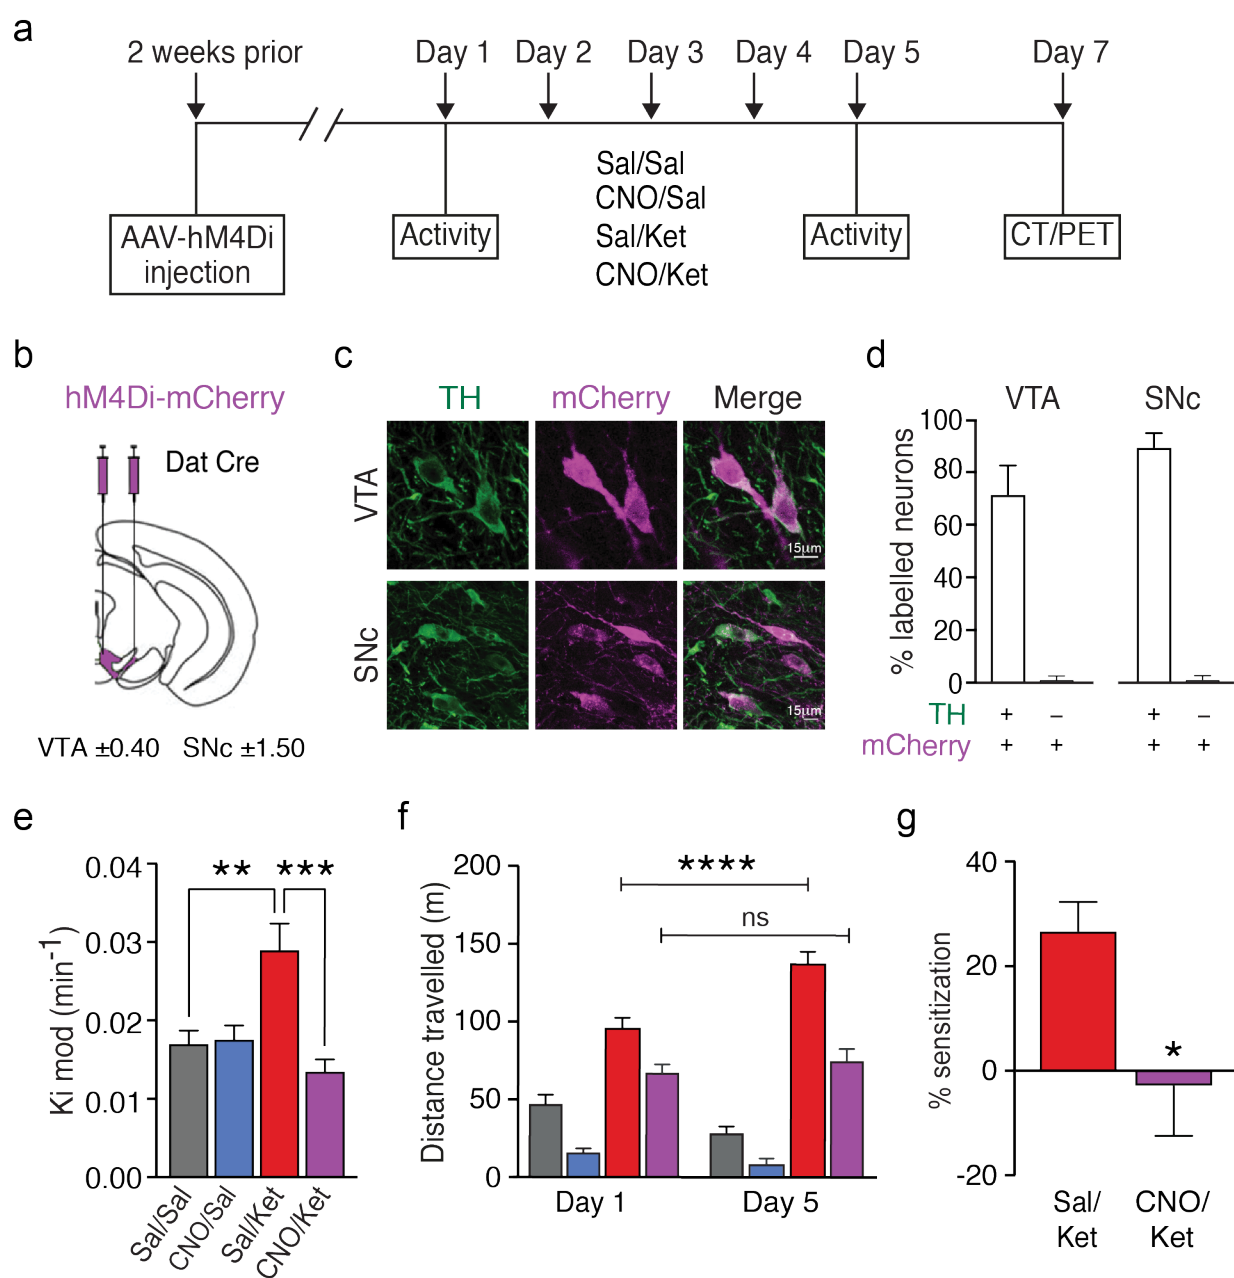 a
2 weeks prior Day 1 Day 2 Day 3 Day 4 Day 5 Day 7
Sal/Sal
CNO/Sal
Sal/Ket
CNO/Ket
AAV-hM4Di
injection
Activity
Activity
CT/PET
b
hM4Di-mCherry
Dat Cre
VTA ±0.40 SNc ±1.50
c
TH mCherry Merge
VTA
15µm
SNc
15µm
d
VTA SNc
% labelled neurons
100
80
60
40
20
0
TH + – + –
mCherry + + + +
e
Ki mod (min-1)
0.04
0.03
0.02
0.01
0.00
** ***
Sal/Sal
CNO/Sal
Sal/Ket
CNO/Ket
f
Distance travelled (m)
200
150
100
50
0
****
ns
Day 1 Day 5
g
% sensitization
40
20
0
-20
*
Sal/
Ket
CNO/
Ket